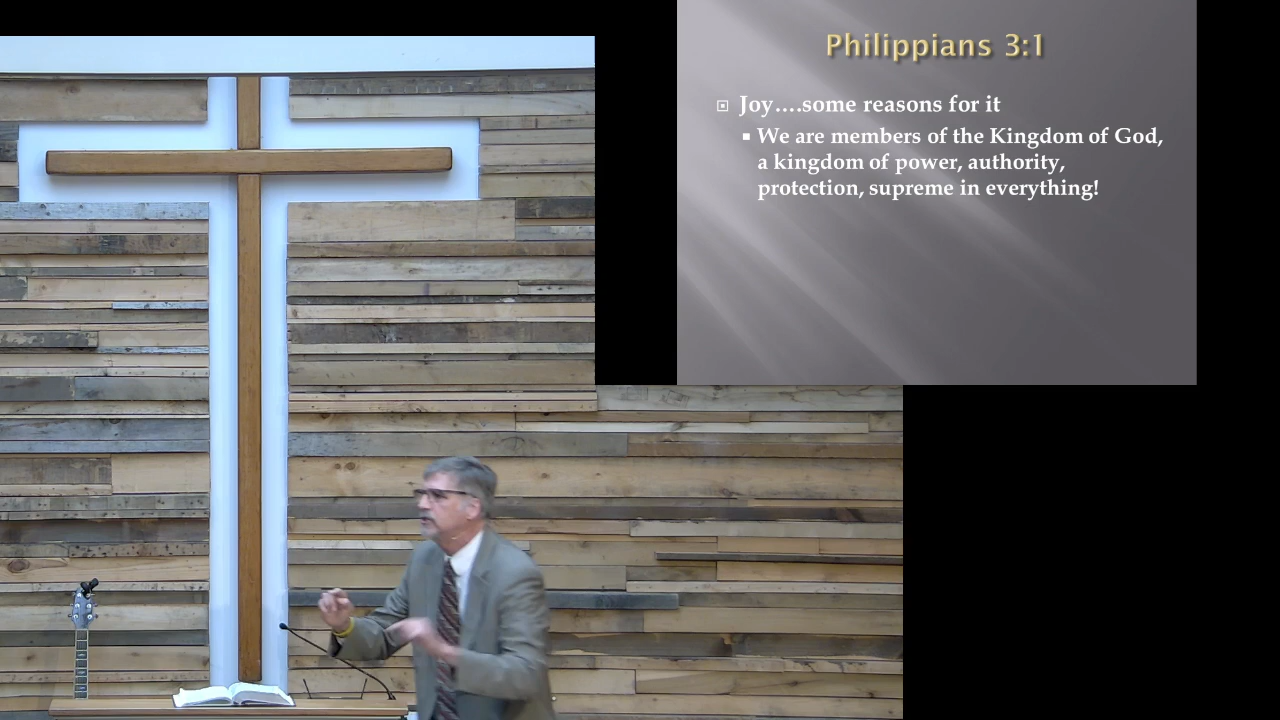 Philippians 3:1
Joy....some reasons for it
We are members of the Kingdom of God,
a kingdom of power, authority,
protection, supreme in everything!